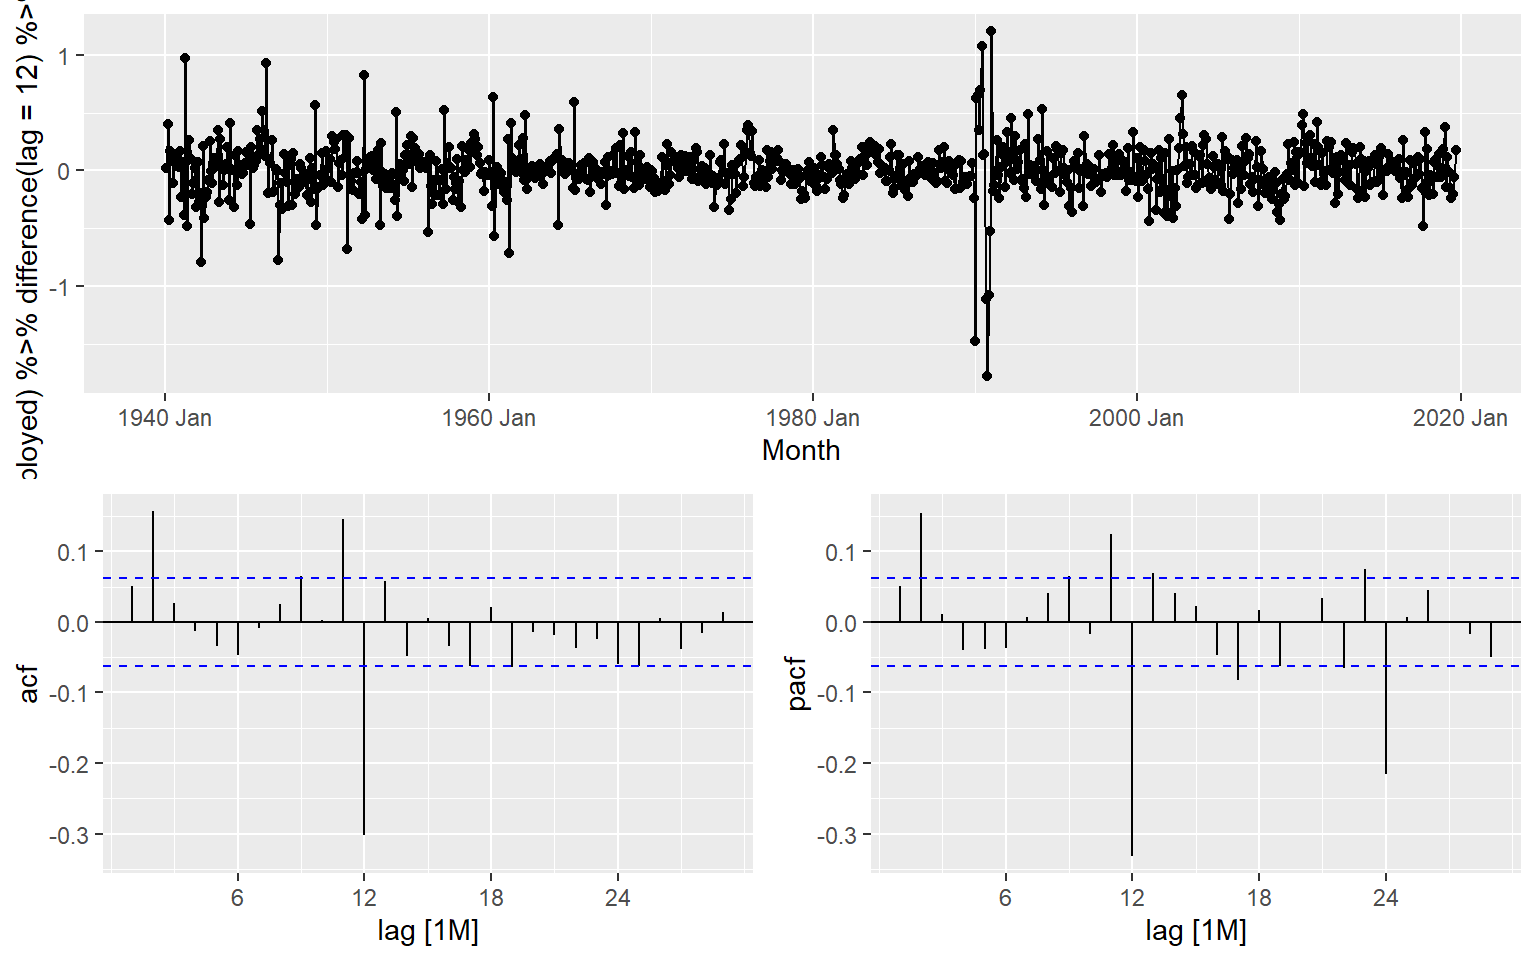 ployed) %>% difference(lag = 12) %>%
1
0
-1
1940 Jan 1960 Jan 1980 Jan 2000 Jan 2020 Jan
Month
acf
0.1
0.0
-0.1
-0.2
-0.3
6 12 18 24
lag [1M]
pacf
0.1
0.0
-0.1
-0.2
-0.3
6 12 18 24
lag [1M]